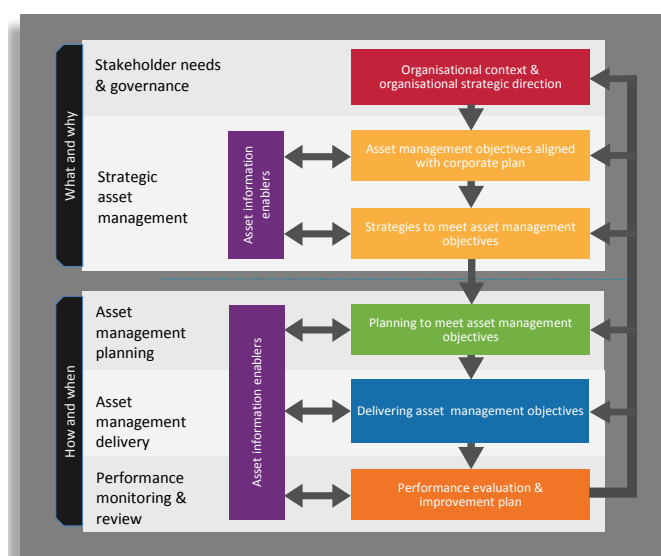 What and why
Stakeholder needs
& governance
Organisational context &
organisational strategic direction
Strategic
asset
management
Asset information
enablers
Asset management objectives aligned
with corporate plan
Strategies to meet asset management
objectives
How and when
Asset
management
planning
Asset information enablers
Planning to meet asset management
objectives
Asset
management
delivery
Delivering asset management objectives
Performance
monitoring &
review
Performance evaluation &
improvement plan